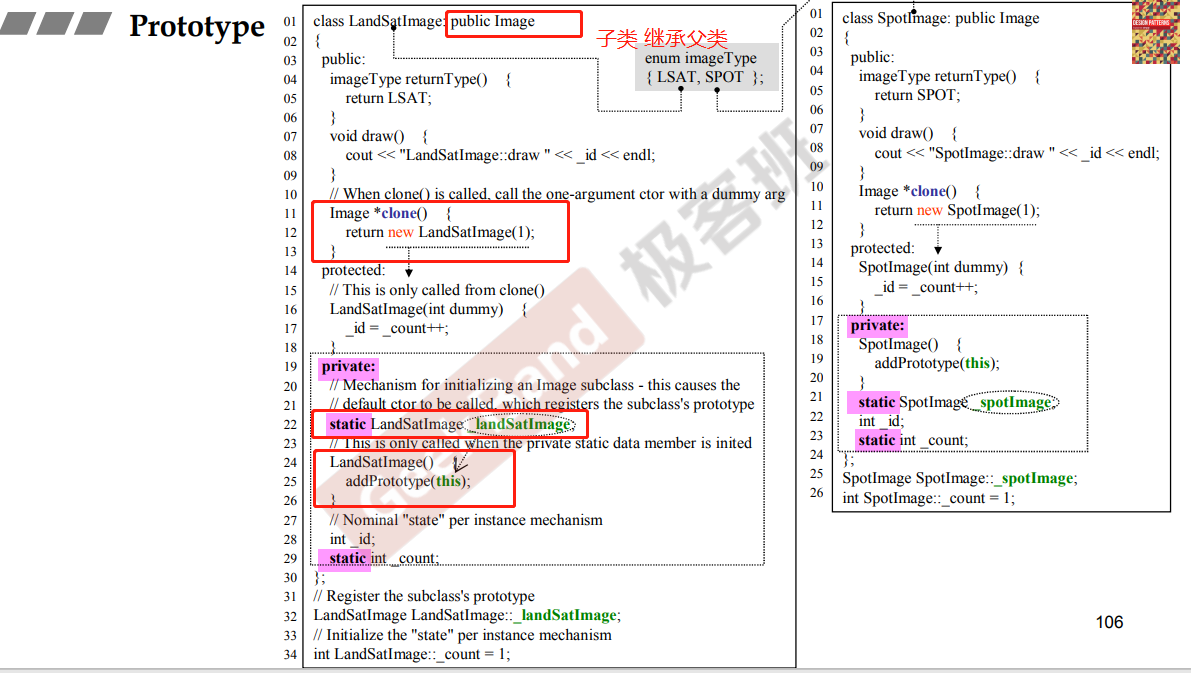 Prototype
01 class LandSatImage: public Image
02 {
03 public:
04 imageType returnType() {
05 return LSAT;
06 }
07 void draw() {
08 cout << "LandSatImage::draw " << _id << endl;
09 }
10 // When clone() is called, call the one-argument ctor with a dummy arg
11 Image *clone() {
12 return new LandSatImage(1);
13 }
14 protected:
15 // This is only called from clone()
16 LandSatImage(int dummy) {
17 _id = _count++;
18 }
19 private:
20 // Mechanism for initializing an Image subclass - this causes the
21 // default ctor to be called, which registers the subclass's prototype
22 static LandSatImage _landSatImage;
23 // This is only called when the private static data member is inited
24 LandSatImage() {
25 addPrototype(this);
26 }
27 // Nominal "state" per instance mechanism
28 int _id;
29 static int _count;
30 };
31 // Register the subclass's prototype
32 LandSatImage LandSatImage::_landSatImage;
33 // Initialize the "state" per instance mechanism
34 int LandSatImage::_count = 1;
子类 继承父类
enum imageType
{ LSAT, SPOT };
01 class SpotImage: public Image
02 {
03 public:
04 imageType returnType() {
05 return SPOT;
06 }
07 void draw() {
08 cout << "SpotImage::draw " << _id << endl;
09 }
10 Image *clone() {
11 return new SpotImage(1);
12 }
13 protected:
14 SpotImage(int dummy) {
15 _id = _count++;
16 }
17 private:
18 SpotImage() {
19 addPrototype(this);
20 }
21 static SpotImage _spotImage;
22 int _id;
23 static int _count;
24 };
25 SpotImage SpotImage::_spotImage;
26 int SpotImage::_count = 1;
DESIGN PATTERNS
GeekBand 极客班
106